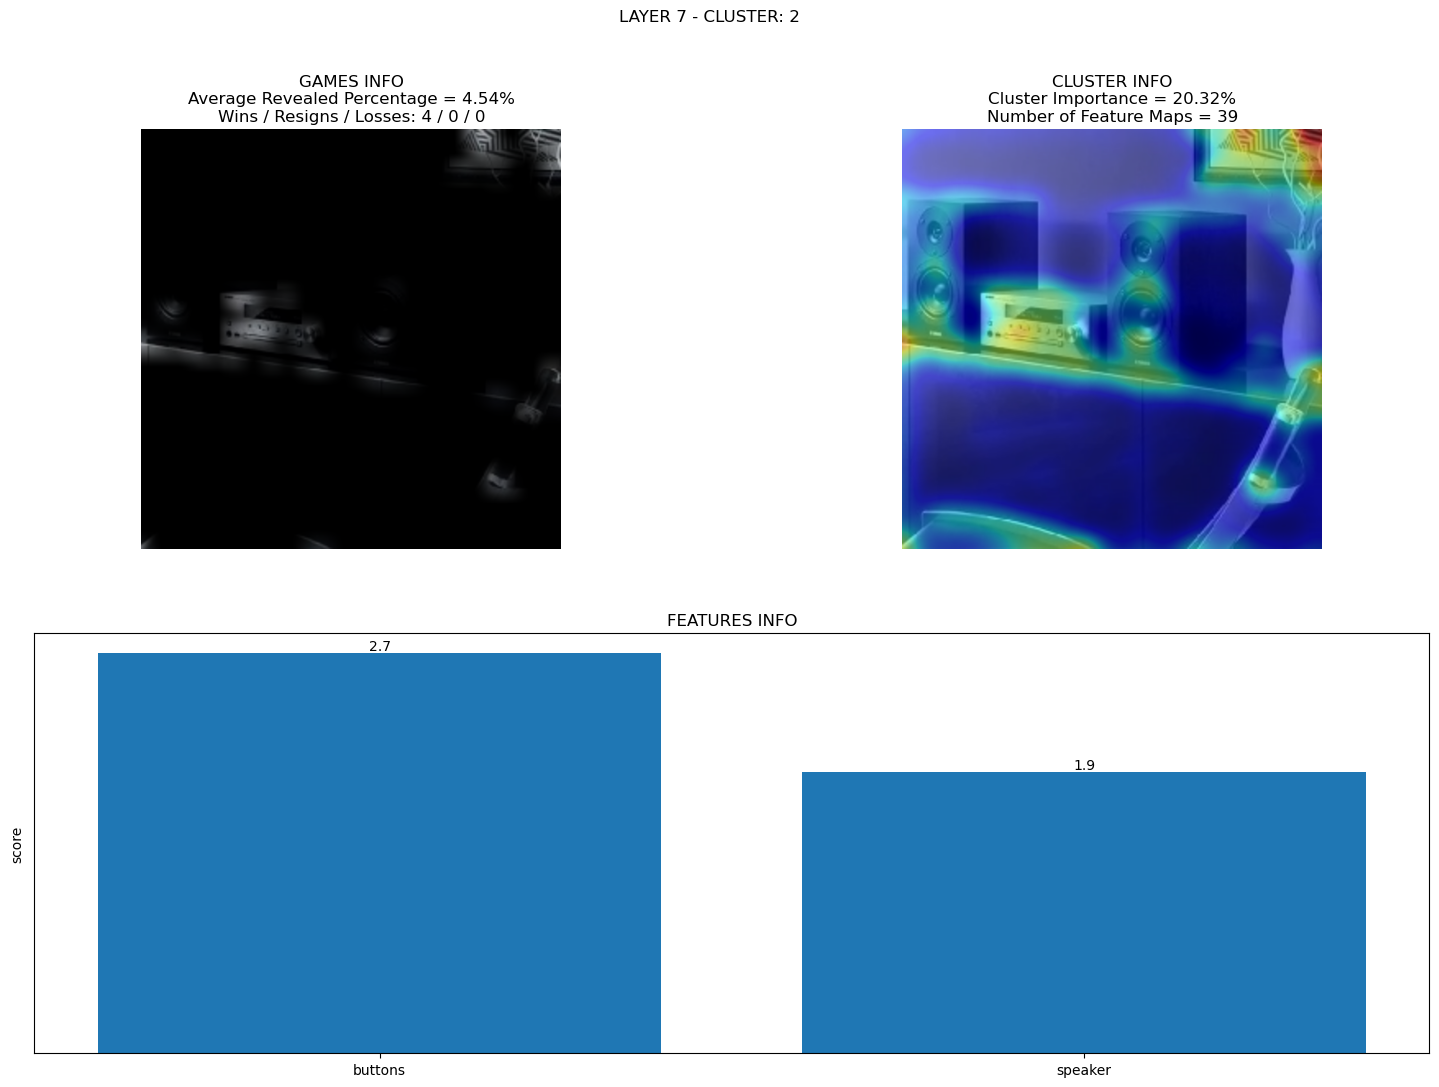 LAYER 7 - CLUSTER: 2
GAMES INFO
Average Revealed Percentage = 4.54%
Wins / Resigns / Losses: 4 / 0 / 0
CLUSTER INFO
Cluster Importance = 20.32%
Number of Feature Maps = 39
FEATURES INFO
2.7
1.9
score
buttons
speaker